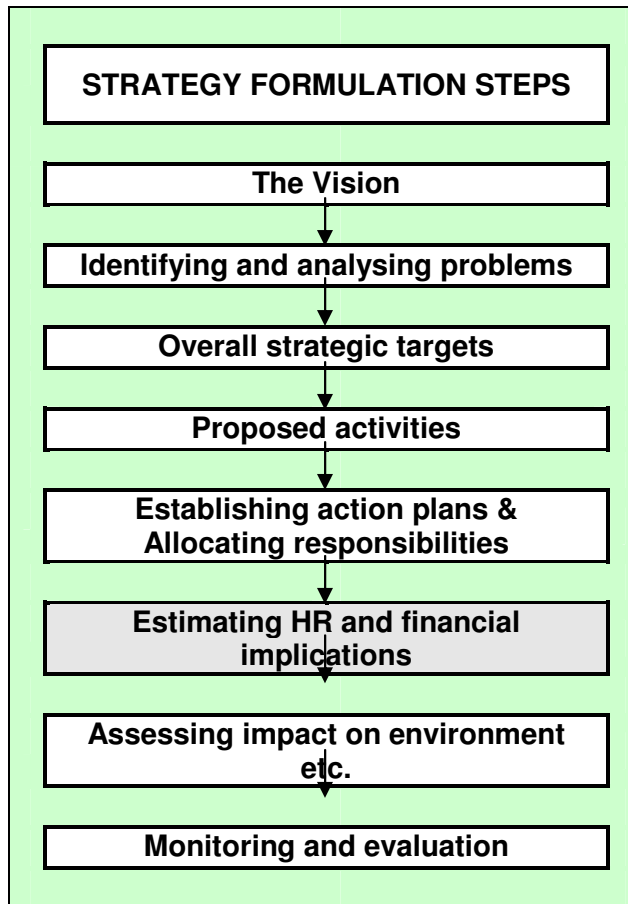 STRATEGY FORMULATION STEPS
The Vision
Identifying and analysing problems
Overall strategic targets
Proposed activities
Establishing action plans &
Allocating responsibilities
Estimating HR and financial
implications
Assessing impact on environment
etc.
Monitoring and evaluation